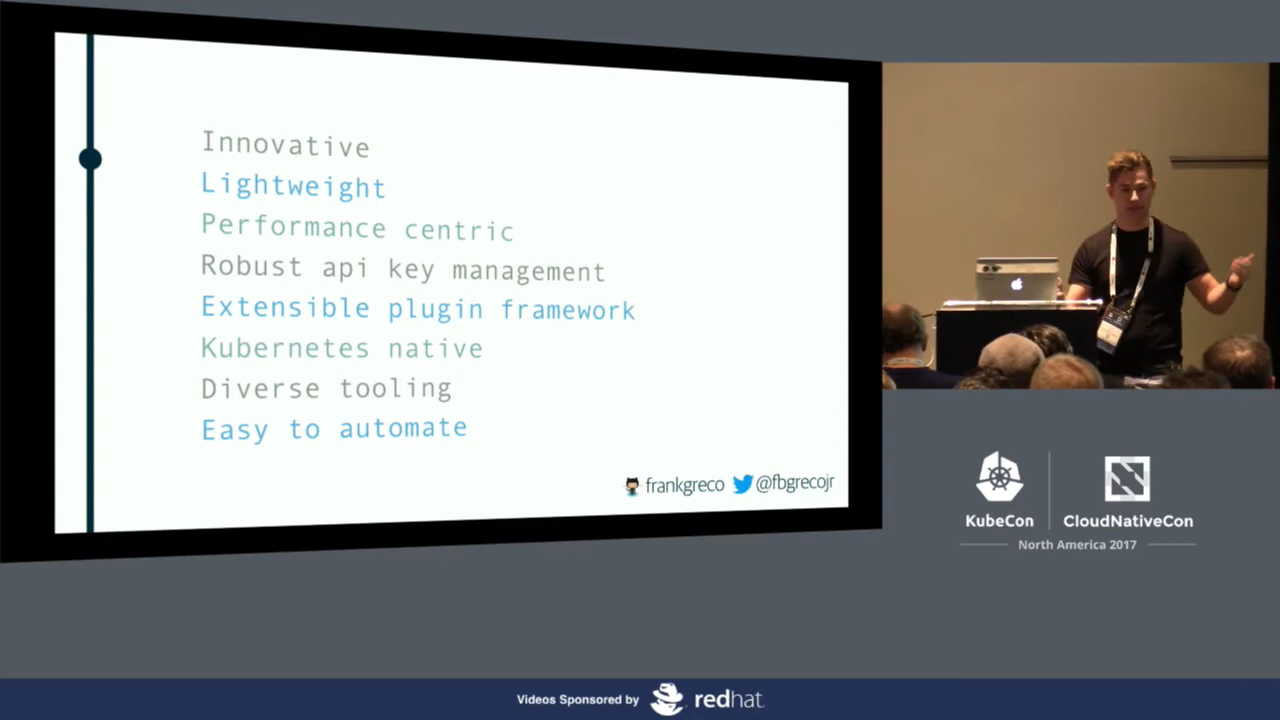 Innovative
Lightweight
Performance centric
Robust api key management
Extensible plugin framework
Kubernetes native
Diverse tooling
Easy to automate
frankgreco @fbgrecojr
KubeCon CloudNativeCon
North America 2017
Videos Sponsored by redhat